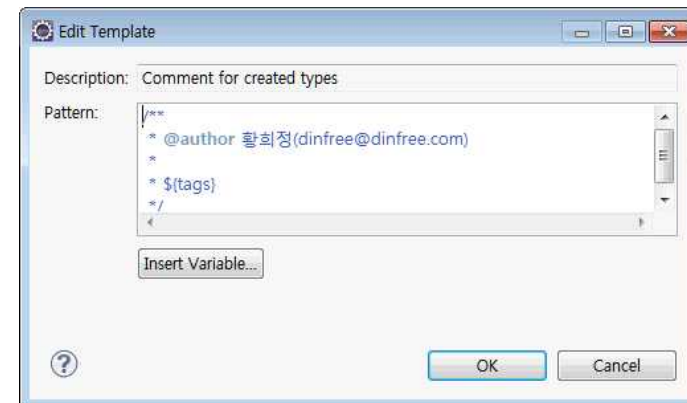 Edit Template
Description: Comment for created types
Pattern:
/**
* @author 황희정(dinfree@dinfree.com)
*
* ${tags}
*/
Insert Variable...
?
OK
Cancel